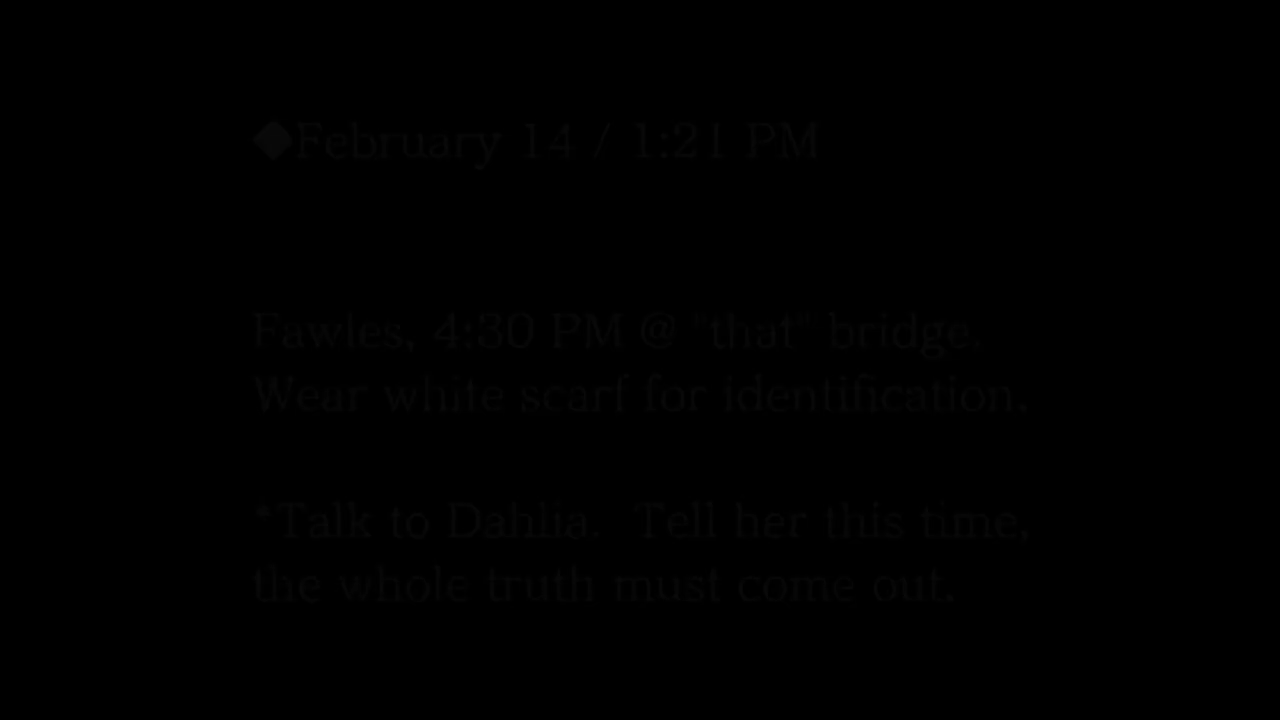 ◆February 14 / 1:21 PM
Fawles, 4:30 PM @ "that" bridge.
Wear white scarf for identification.
*Talk to Dahlia.  Tell her this time,
the whole truth must come out.